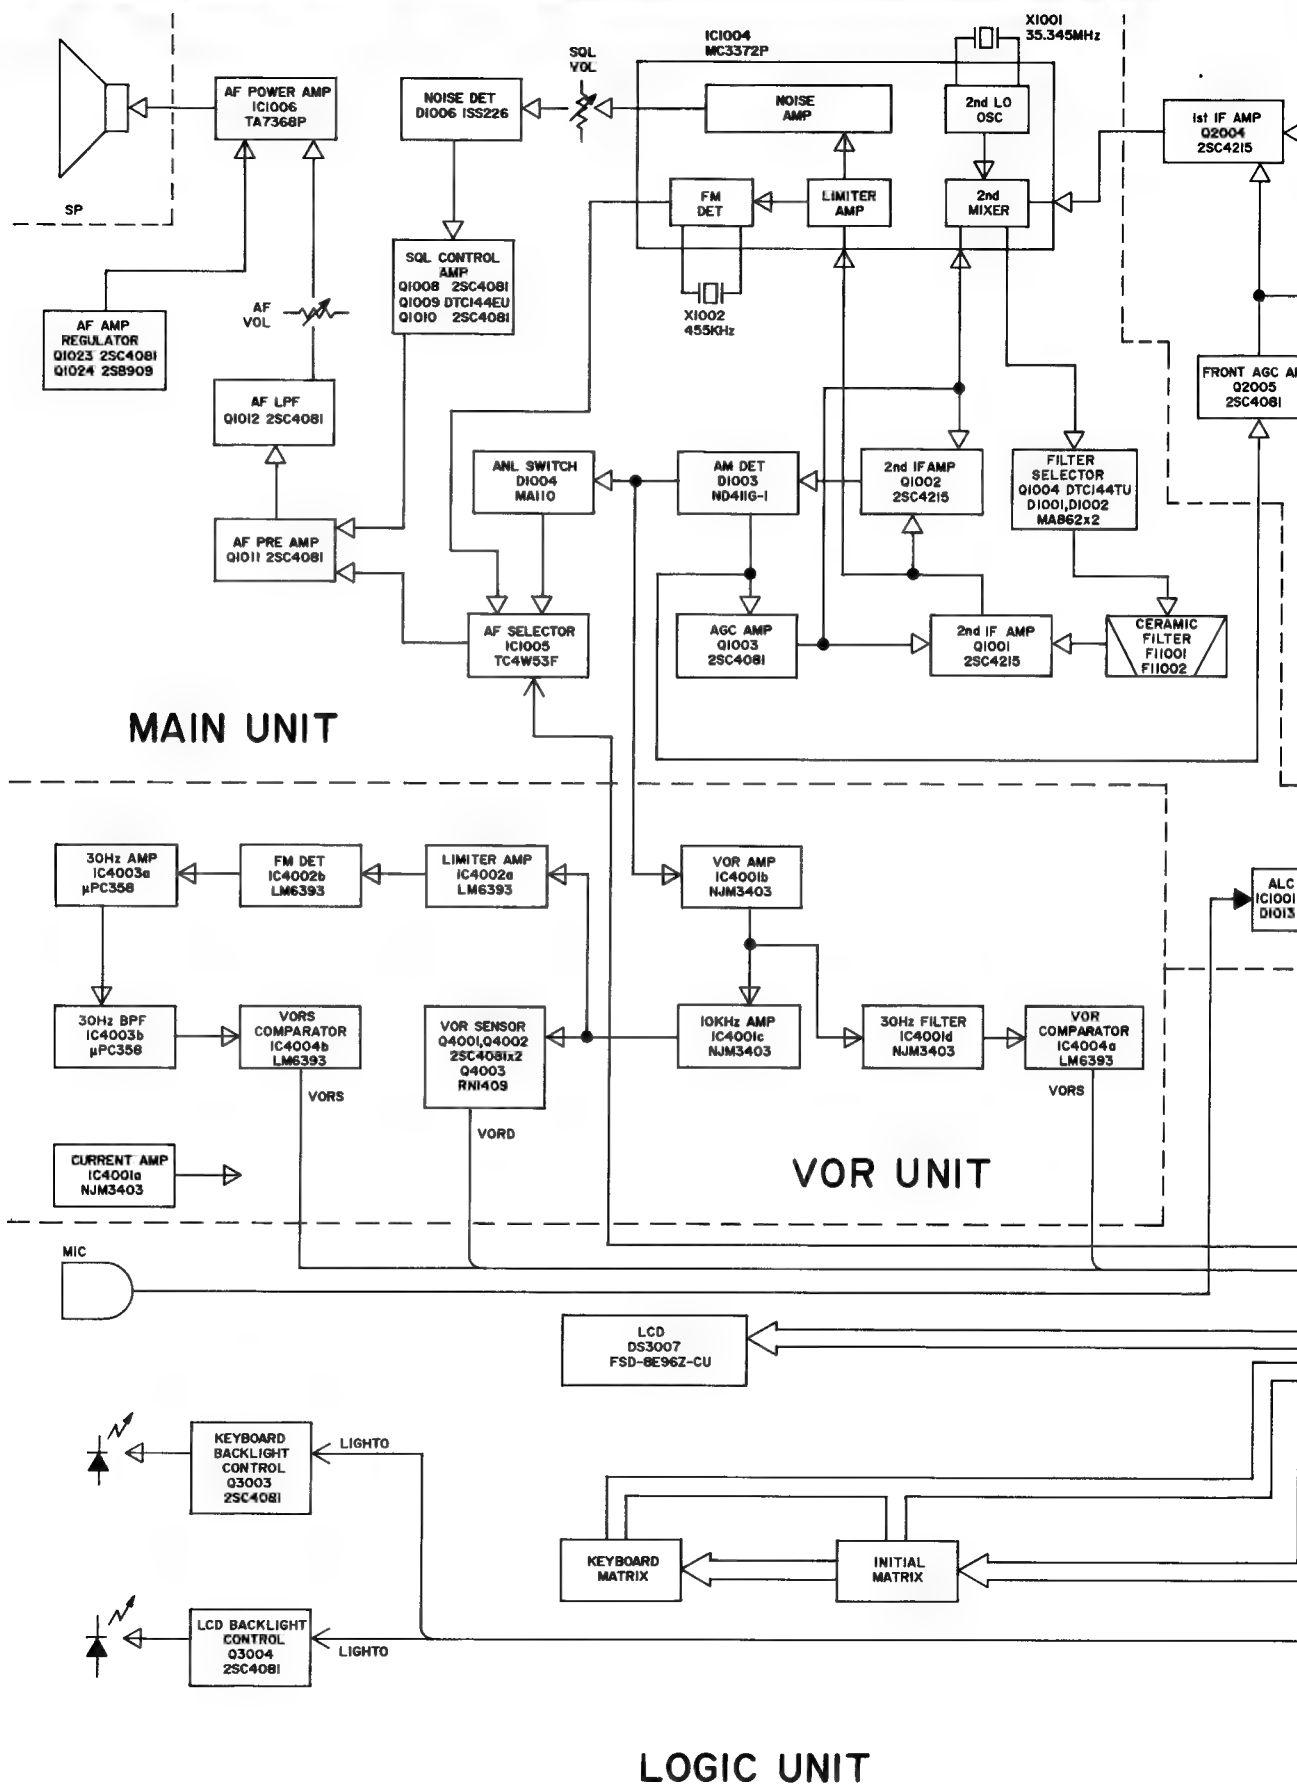 X1001
35.345MHz
IC1004
MC3372P
SQL
VOL
AF POWER AMP
IC1006
TA7368P
NOISE DET
D1006 ISS226
NOISE
AMP
2nd LO
OSC
1st IF AMP
Q2004
2SC4215
SP
FM
DET
LIMITER
AMP
2nd
MIXER
SQL CONTROL
AMP
Q1008 2SC4081
Q1009 DTC144EU
Q1010 2SC4081
X1002
455KHz
AF
VOL
AF AMP
REGULATOR
Q1023 2SC4081
Q1024 2SB909
FRONT AGC A
Q2005
2SC4081
AF LPF
Q1012 2SC4081
ANL SWITCH
D1004
MA110
AM DET
D1003
ND411G-1
2nd IF AMP
Q1002
2SC4215
FILTER
SELECTOR
Q1004 DTC144TU
D1001,D1002
MA862x2
AF PRE AMP
Q1011 2SC4081
AF SELECTOR
IC1005
TC4W53F
AGC AMP
Q1003
2SC4081
2nd IF AMP
Q1001
2SC4215
CERAMIC
FILTER
FI1001
FI1002
MAIN UNIT
30Hz AMP
IC4003a
μPC358
FM DET
IC4002b
LM6393
LIMITER AMP
IC4002a
LM6393
VOR AMP
IC4001b
NJM3403
ALC
IC1001
D1013
30Hz BPF
IC4003b
μPC358
VORS
COMPARATOR
IC4004b
LM6393
VOR SENSOR
Q4001,Q4002
2SC4081x2
Q4003
RN1409
10KHz AMP
IC4001c
NJM3403
30Hz FILTER
IC4001d
NJM3403
VOR
COMPARATOR
IC4004a
LM6393
VORS
VORS
VORD
CURRENT AMP
IC4001a
NJM3403
VOR UNIT
MIC
LCD
DS3007
FSD-8E96Z-CU
KEYBOARD
BACKLIGHT
CONTROL
Q3003
2SC4081
LIGHTO
KEYBOARD
MATRIX
INITIAL
MATRIX
LCD BACKLIGHT
CONTROL
Q3004
2SC4081
LIGHTO
LOGIC UNIT